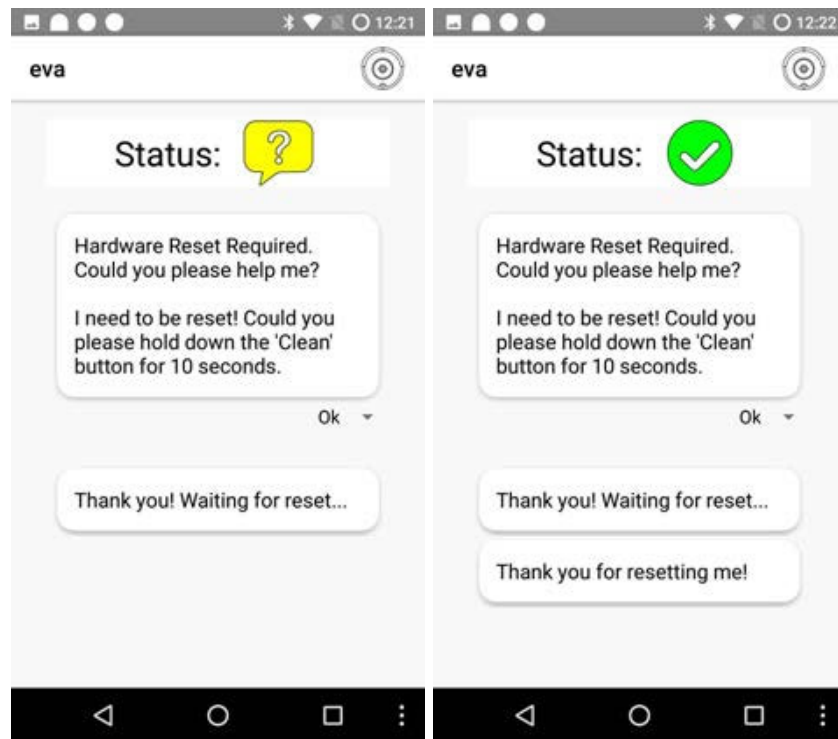 12:21
eva
Status:
?
Hardware Reset Required.
Could you please help me?
I need to be reset! Could you
please hold down the 'Clean'
button for 10 seconds.
Ok
Thank you! Waiting for reset...
12:22
eva
Status:
Hardware Reset Required.
Could you please help me?
I need to be reset! Could you
please hold down the 'Clean'
button for 10 seconds.
Ok
Thank you! Waiting for reset...
Thank you for resetting me!